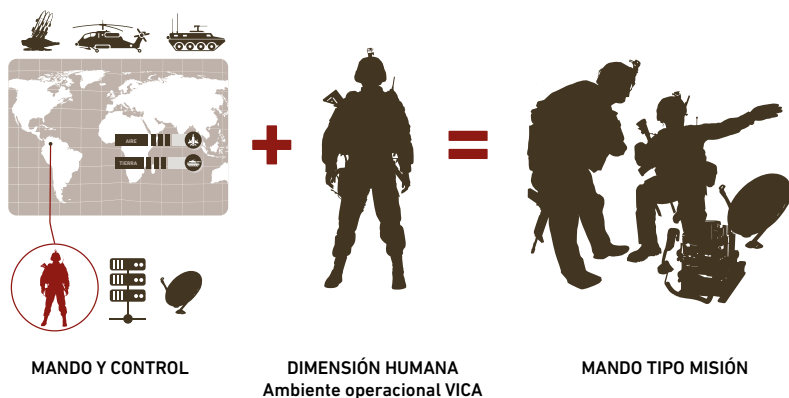 AIRE
TIERRA
MANDO Y CONTROL
DIMENSIÓN HUMANA
Ambiente operacional VICA
MANDO TIPO MISIÓN